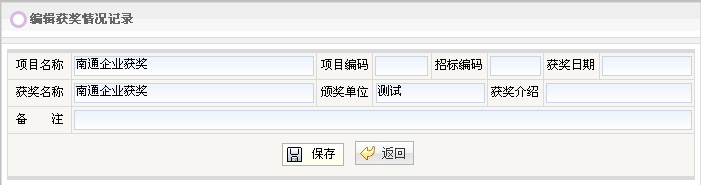 编辑获奖情况记录
项目名称 南通企业获奖 项目编码 招标编码 获奖日期
获奖名称 南通企业获奖 颁奖单位 测试 获奖介绍
备 注
保存 返回